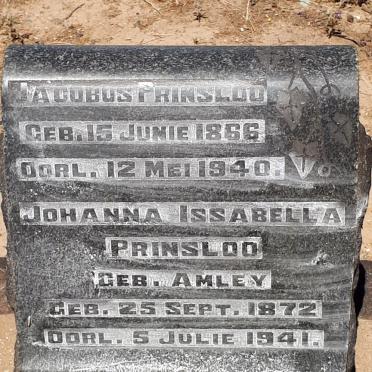 JACOBUS PRINSLOO
GEB. 15 JUNIE 1866
OORL. 12 MEI 1940.
JOHANNA ISSABELLA
PRINSLOO
GEB. AMLEY
GEB. 25 SEPT. 1872
OORL. 5 JULIE 1941.